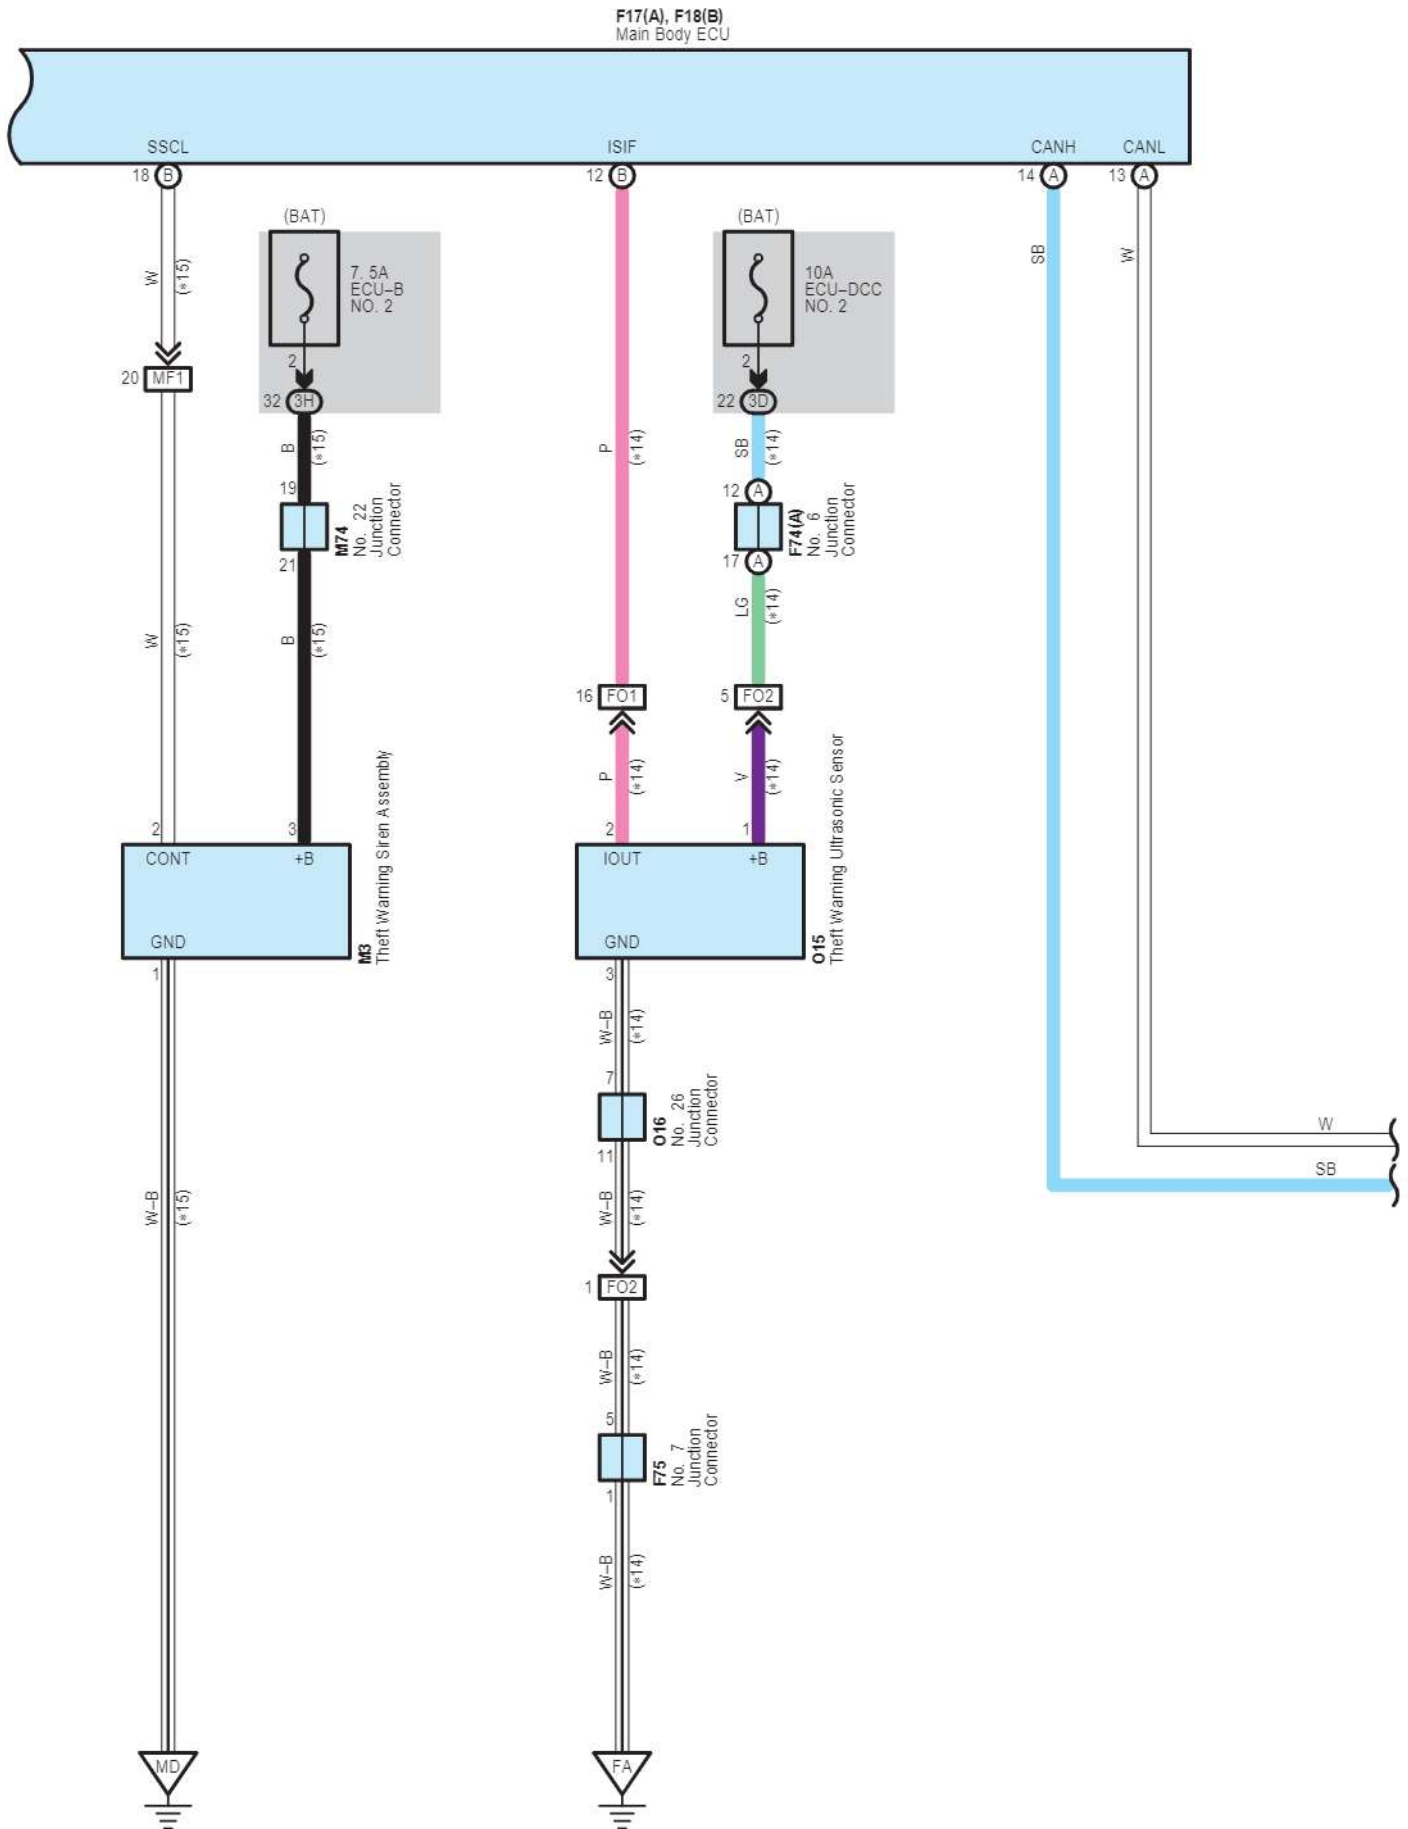 F17(A), F18(B)
Main Body ECU
SSCL
ISIF
CANH
CANL
18 B
12 B
14 A
13 A
(BAT)
(BAT)
W
(*15)
7. 5A
ECU–B
NO. 2
10A
ECU–DCC
NO. 2
SB
W
2
2
20 MF1
32 3H
22 3D
B
(*15)
P
(*14)
SB
(*14)
19
12 A
M74
No. 22
Junction
Connector
F74(A)
No. 6
Junction
Connector
21
17 A
W
(*15)
B
(*15)
LG
(*14)
16 FO1
5 FO2
P
(*14)
V
(*14)
2
3
2
1
CONT
+B
IOUT
+B
GND
GND
M3
Theft Warning Siren Assembly
O15
Theft Warning Ultrasonic Sensor
1
3
W–B
(*14)
7
O16
No. 26
Junction
Connector
11
W
SB
W–B
(*15)
W–B
(*14)
1 FO2
W–B
(*14)
5
F75
No. 7
Junction
Connector
1
W–B
(*14)
MD
FA